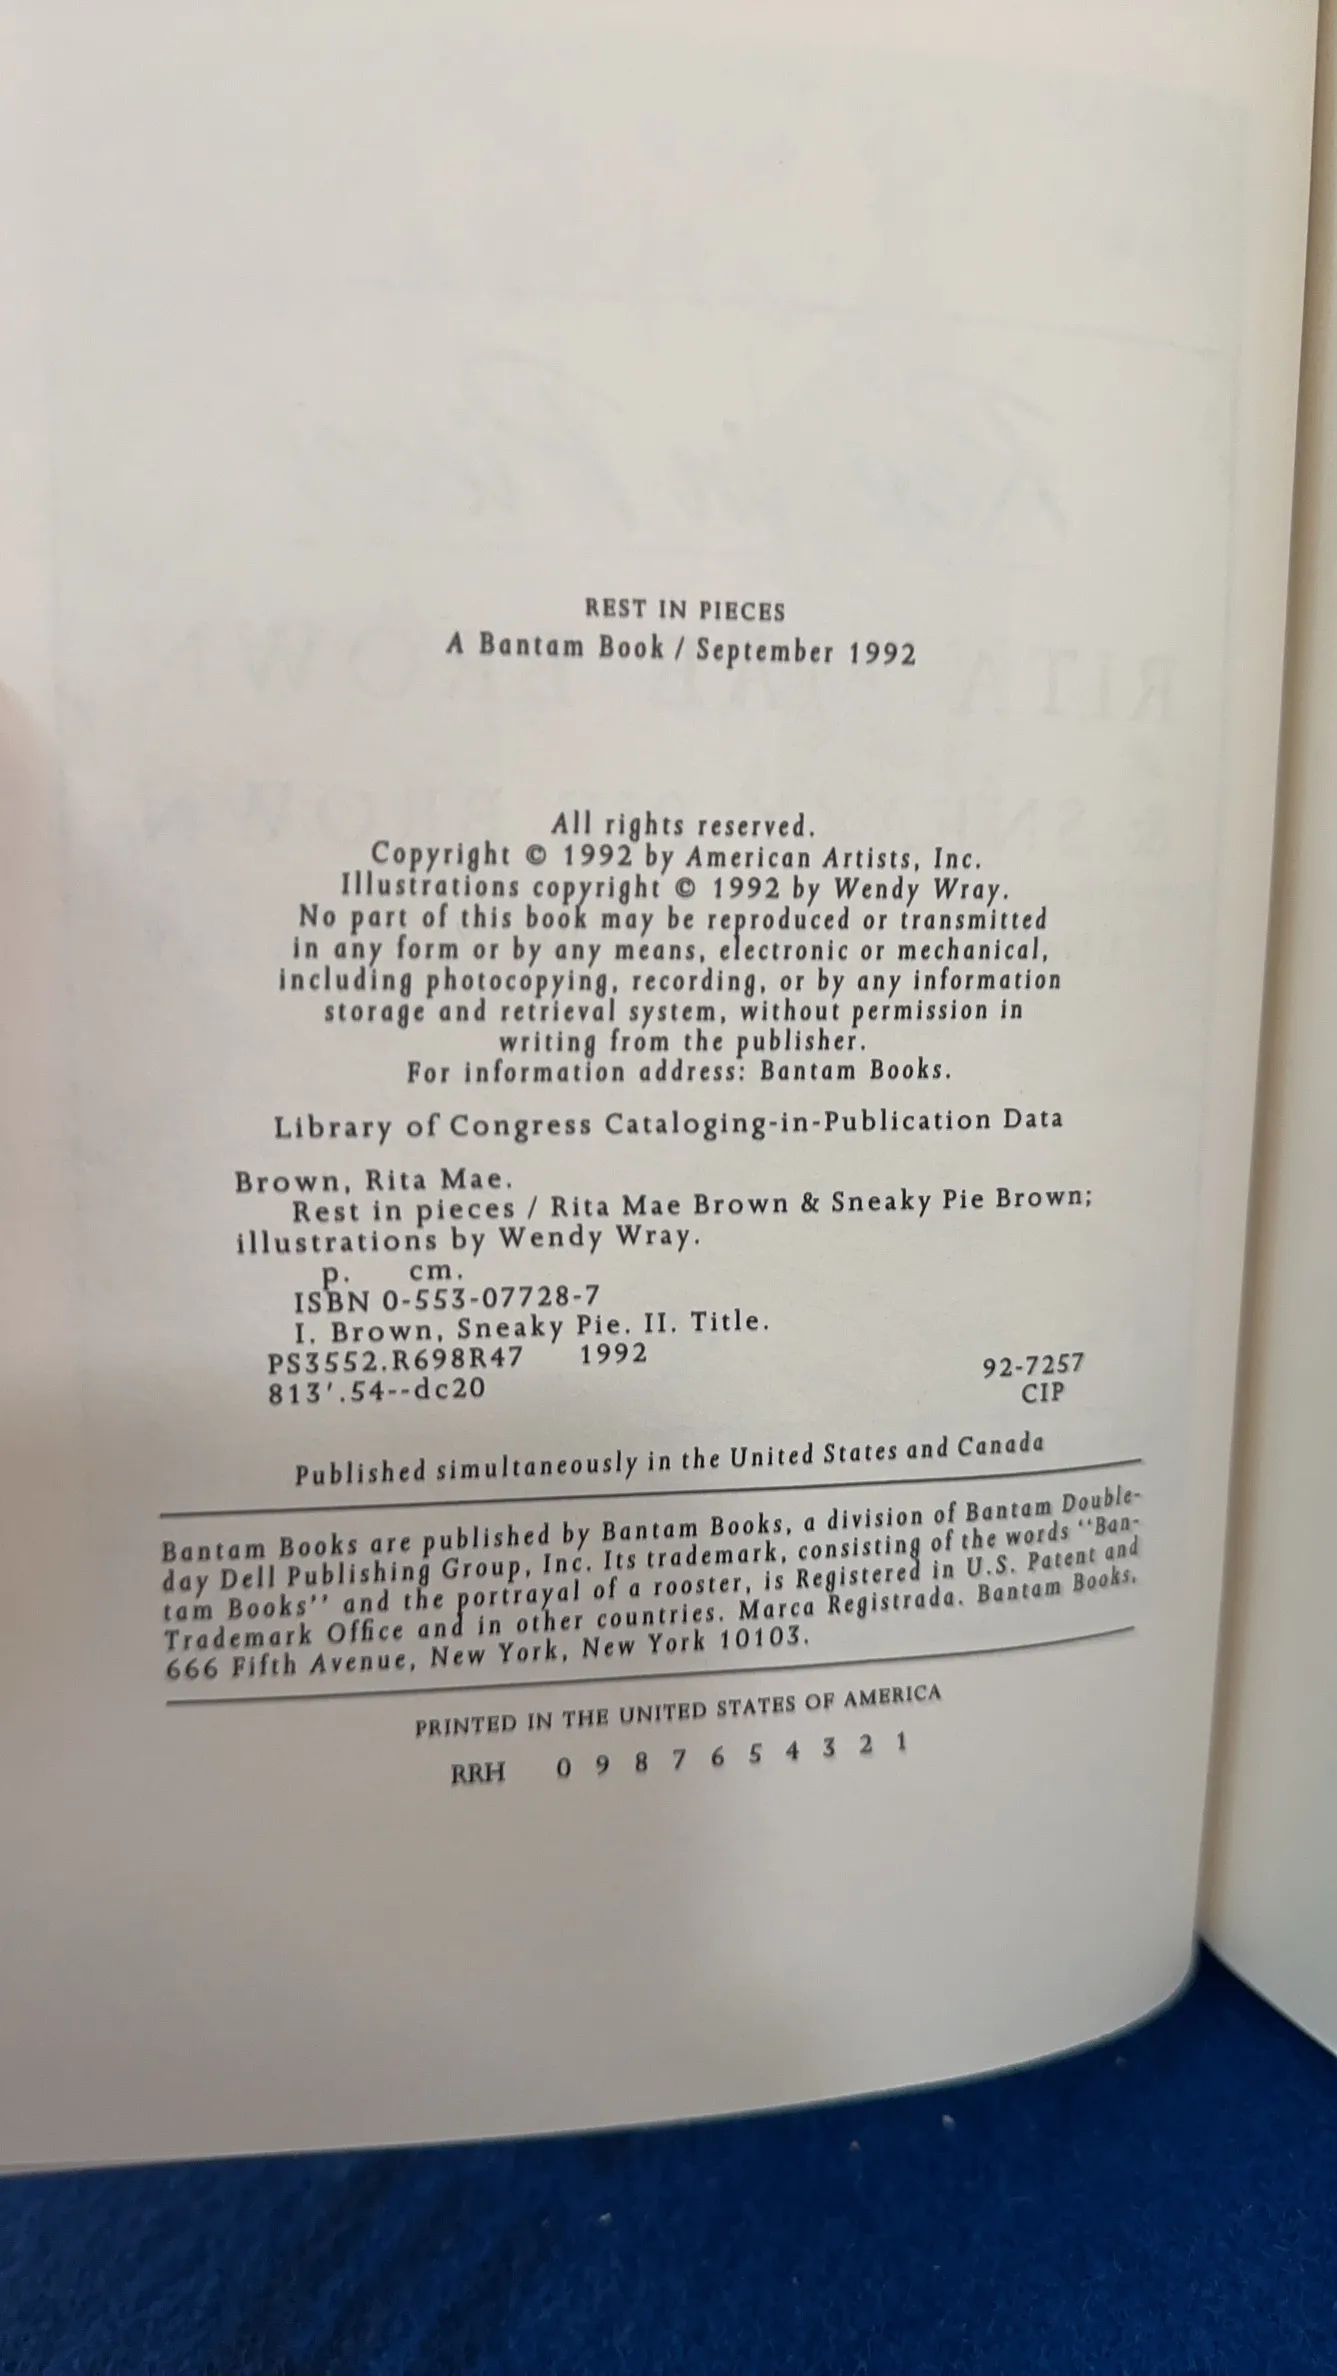 REST IN PIECES
A Bantam Book / September 1992
All rights reserved.
Copyright © 1992 by American Artists, Inc.
Illustrations copyright © 1992 by Wendy Wray.
No part of this book may be reproduced or transmitted
in any form or by any means, electronic or mechanical,
including photocopying, recording, or by any information
storage and retrieval system, without permission in
writing from the publisher.
For information address: Bantam Books.
Library of Congress Cataloging-in-Publication Data
Brown, Rita Mae.
Rest in pieces / Rita Mae Brown & Sneaky Pie Brown;
illustrations by Wendy Wray.
p. cm.
ISBN 0-553-07728-7
I. Brown, Sneaky Pie. II. Title.
PS3552.R698R47 1992
92-7257
813'.54--dc20
CIP
Published simultaneously in the United States and Canada
Bantam Books are published by Bantam Books, a division of Bantam Double-
day Dell Publishing Group, Inc. Its trademark, consisting of the words "Ban-
tam Books" and the portrayal of a rooster, is Registered in U.S. Patent and
Trademark Office and in other countries. Marca Registrada. Bantam Books,
666 Fifth Avenue, New York, New York 10103.
PRINTED IN THE UNITED STATES OF AMERICA
RRH 0 9 8 7 6 5 4 3 2 1